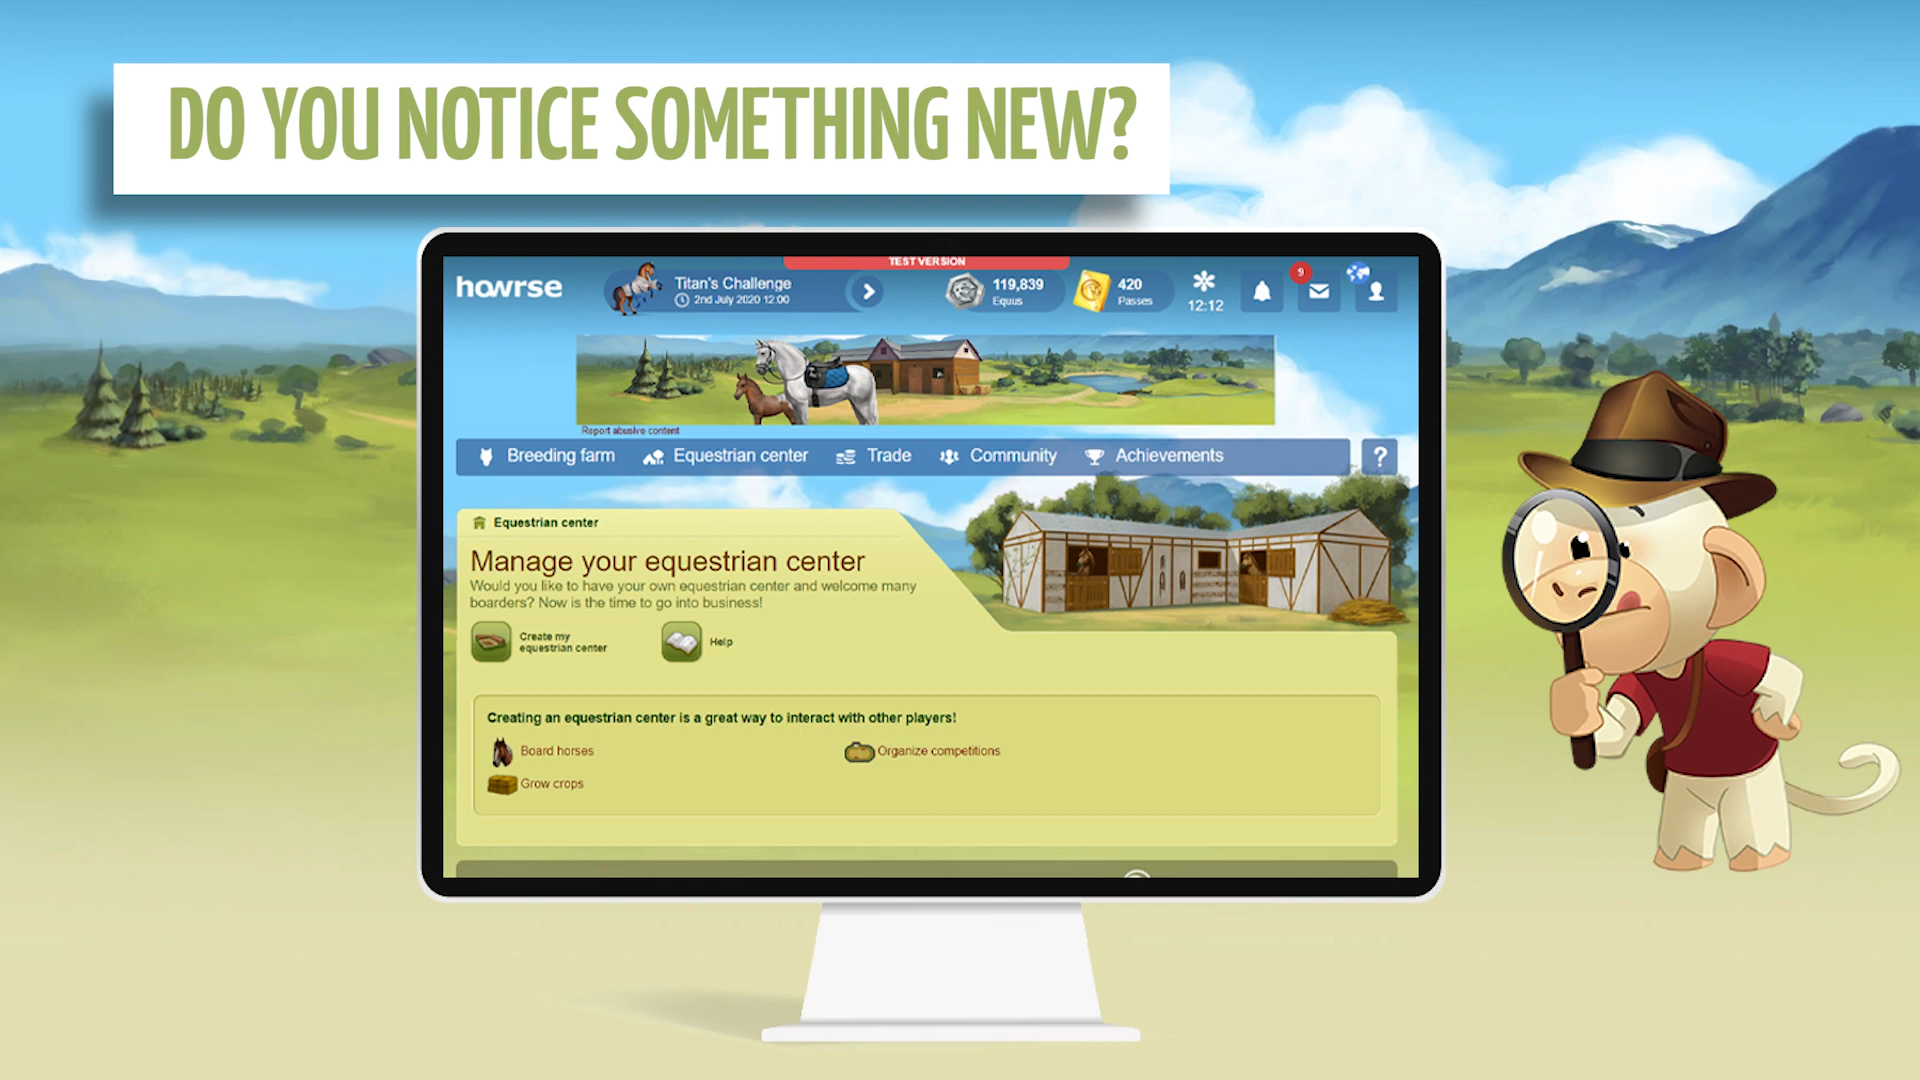 DO YOU NOTICE SOMETHING NEW?
TEST VERSION
howrse
Titan's Challenge
2nd July 2020 12:00
119,839
Equus
420
Passes
12:12
9
Report abusive content
Breeding farm
Equestrian center
Trade
Community
Achievements
?
Equestrian center
Manage your equestrian center
Would you like to have your own equestrian center and welcome many
boarders? Now is the time to go into business!
Create my
equestrian center
Help
Creating an equestrian center is a great way to interact with other players!
Board horses
Organize competitions
Grow crops